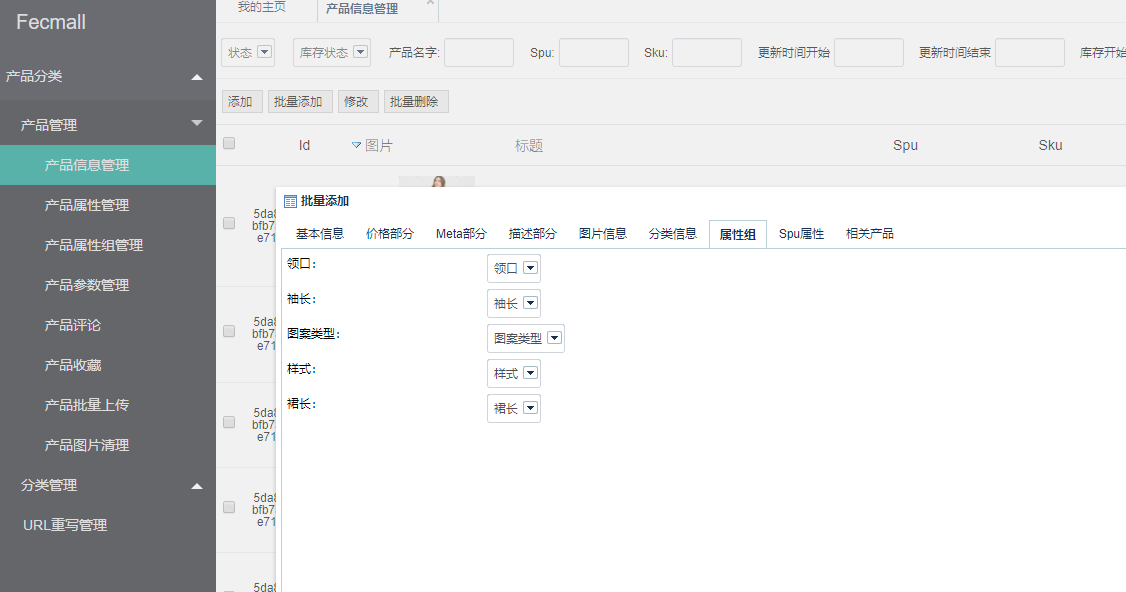 Fecmall
我的主页 产品信息管理
状态 库存状态 产品名字: Spu: Sku: 更新时间开始 更新时间结束 库存开始
产品分类
添加 批量添加 修改 批量删除
产品管理
Id 图片 标题 Spu Sku
产品信息管理
产品属性管理
产品属性组管理
产品参数管理
产品评论
产品收藏
产品批量上传
产品图片清理
分类管理
URL重写管理
5da8
bfb7
e71
5da8
bfb7
e71
5da8
bfb7
e71
5da8
bfb7
e71
5da8
批量添加
基本信息 价格部分 Meta部分 描述部分 图片信息 分类信息 属性组 Spu属性 相关产品
领口: 领口
袖长: 袖长
图案类型: 图案类型
样式: 样式
裙长: 裙长